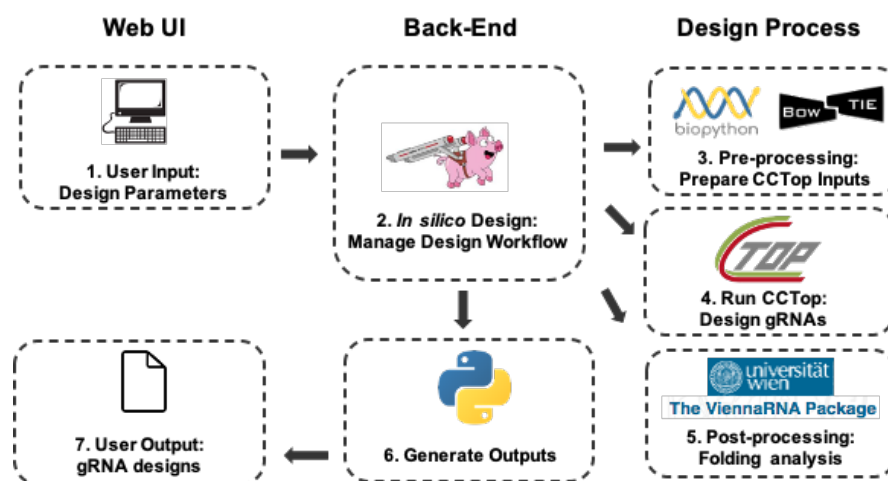 Web UI
Back-End
Design Process
1. User Input:
Design Parameters
2. In silico Design:
Manage Design Workflow
biopython
BOW TIE
3. Pre-processing:
Prepare CCTop Inputs
CTOP
4. Run CCTop:
Design gRNAs
universität
wien
The ViennaRNA Package
5. Post-processing:
Folding analysis
6. Generate Outputs
7. User Output:
gRNA designs